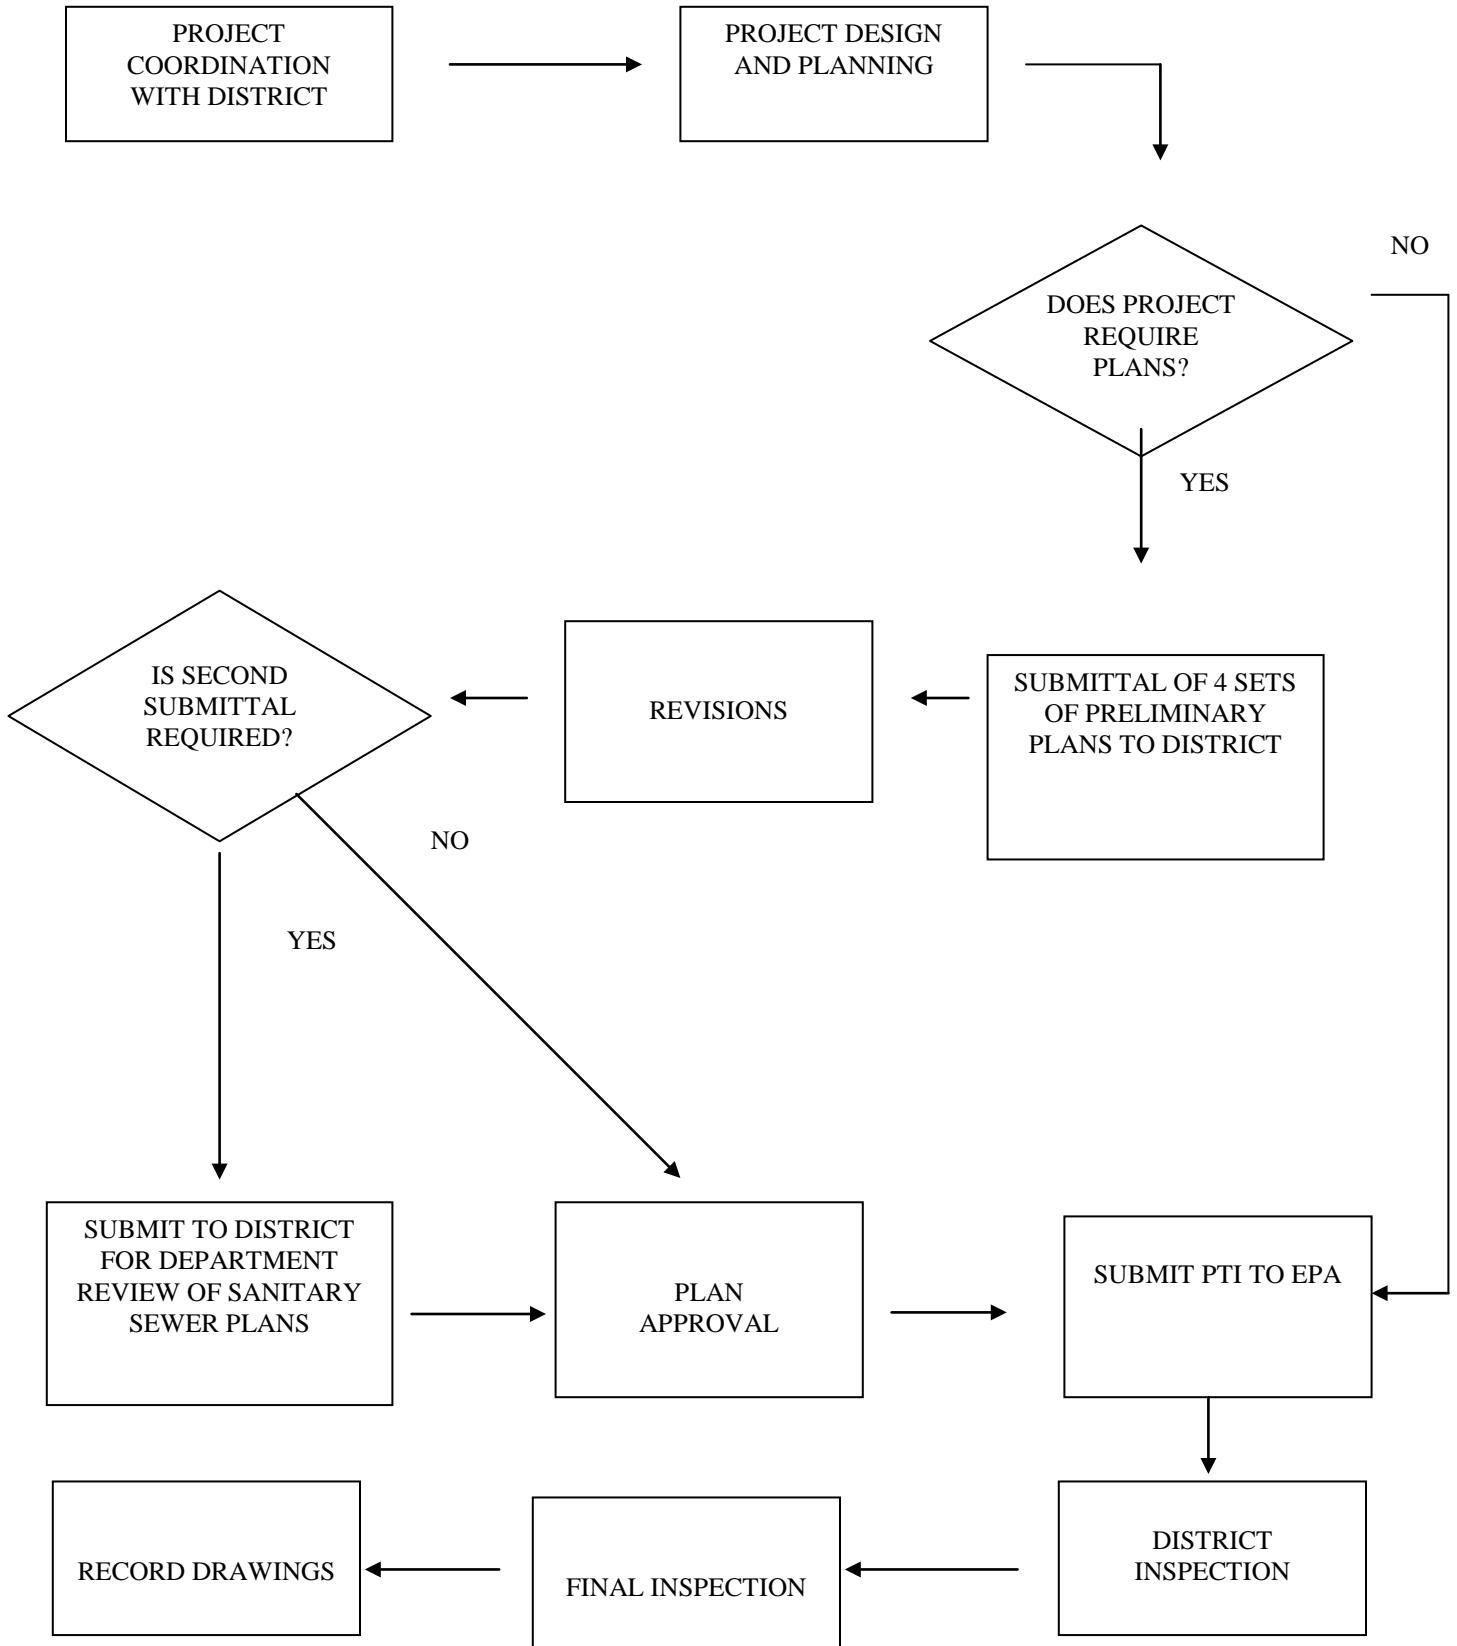 PROJECT
COORDINATION
WITH DISTRICT
PROJECT DESIGN
AND PLANNING
NO
DOES PROJECT
REQUIRE
PLANS?
YES
SUBMITTAL OF 4 SETS
OF PRELIMINARY
PLANS TO DISTRICT
REVISIONS
IS SECOND
SUBMITTAL
REQUIRED?
NO
YES
SUBMIT TO DISTRICT
FOR DEPARTMENT
REVIEW OF SANITARY
SEWER PLANS
PLAN
APPROVAL
SUBMIT PTI TO EPA
DISTRICT
INSPECTION
FINAL INSPECTION
RECORD DRAWINGS